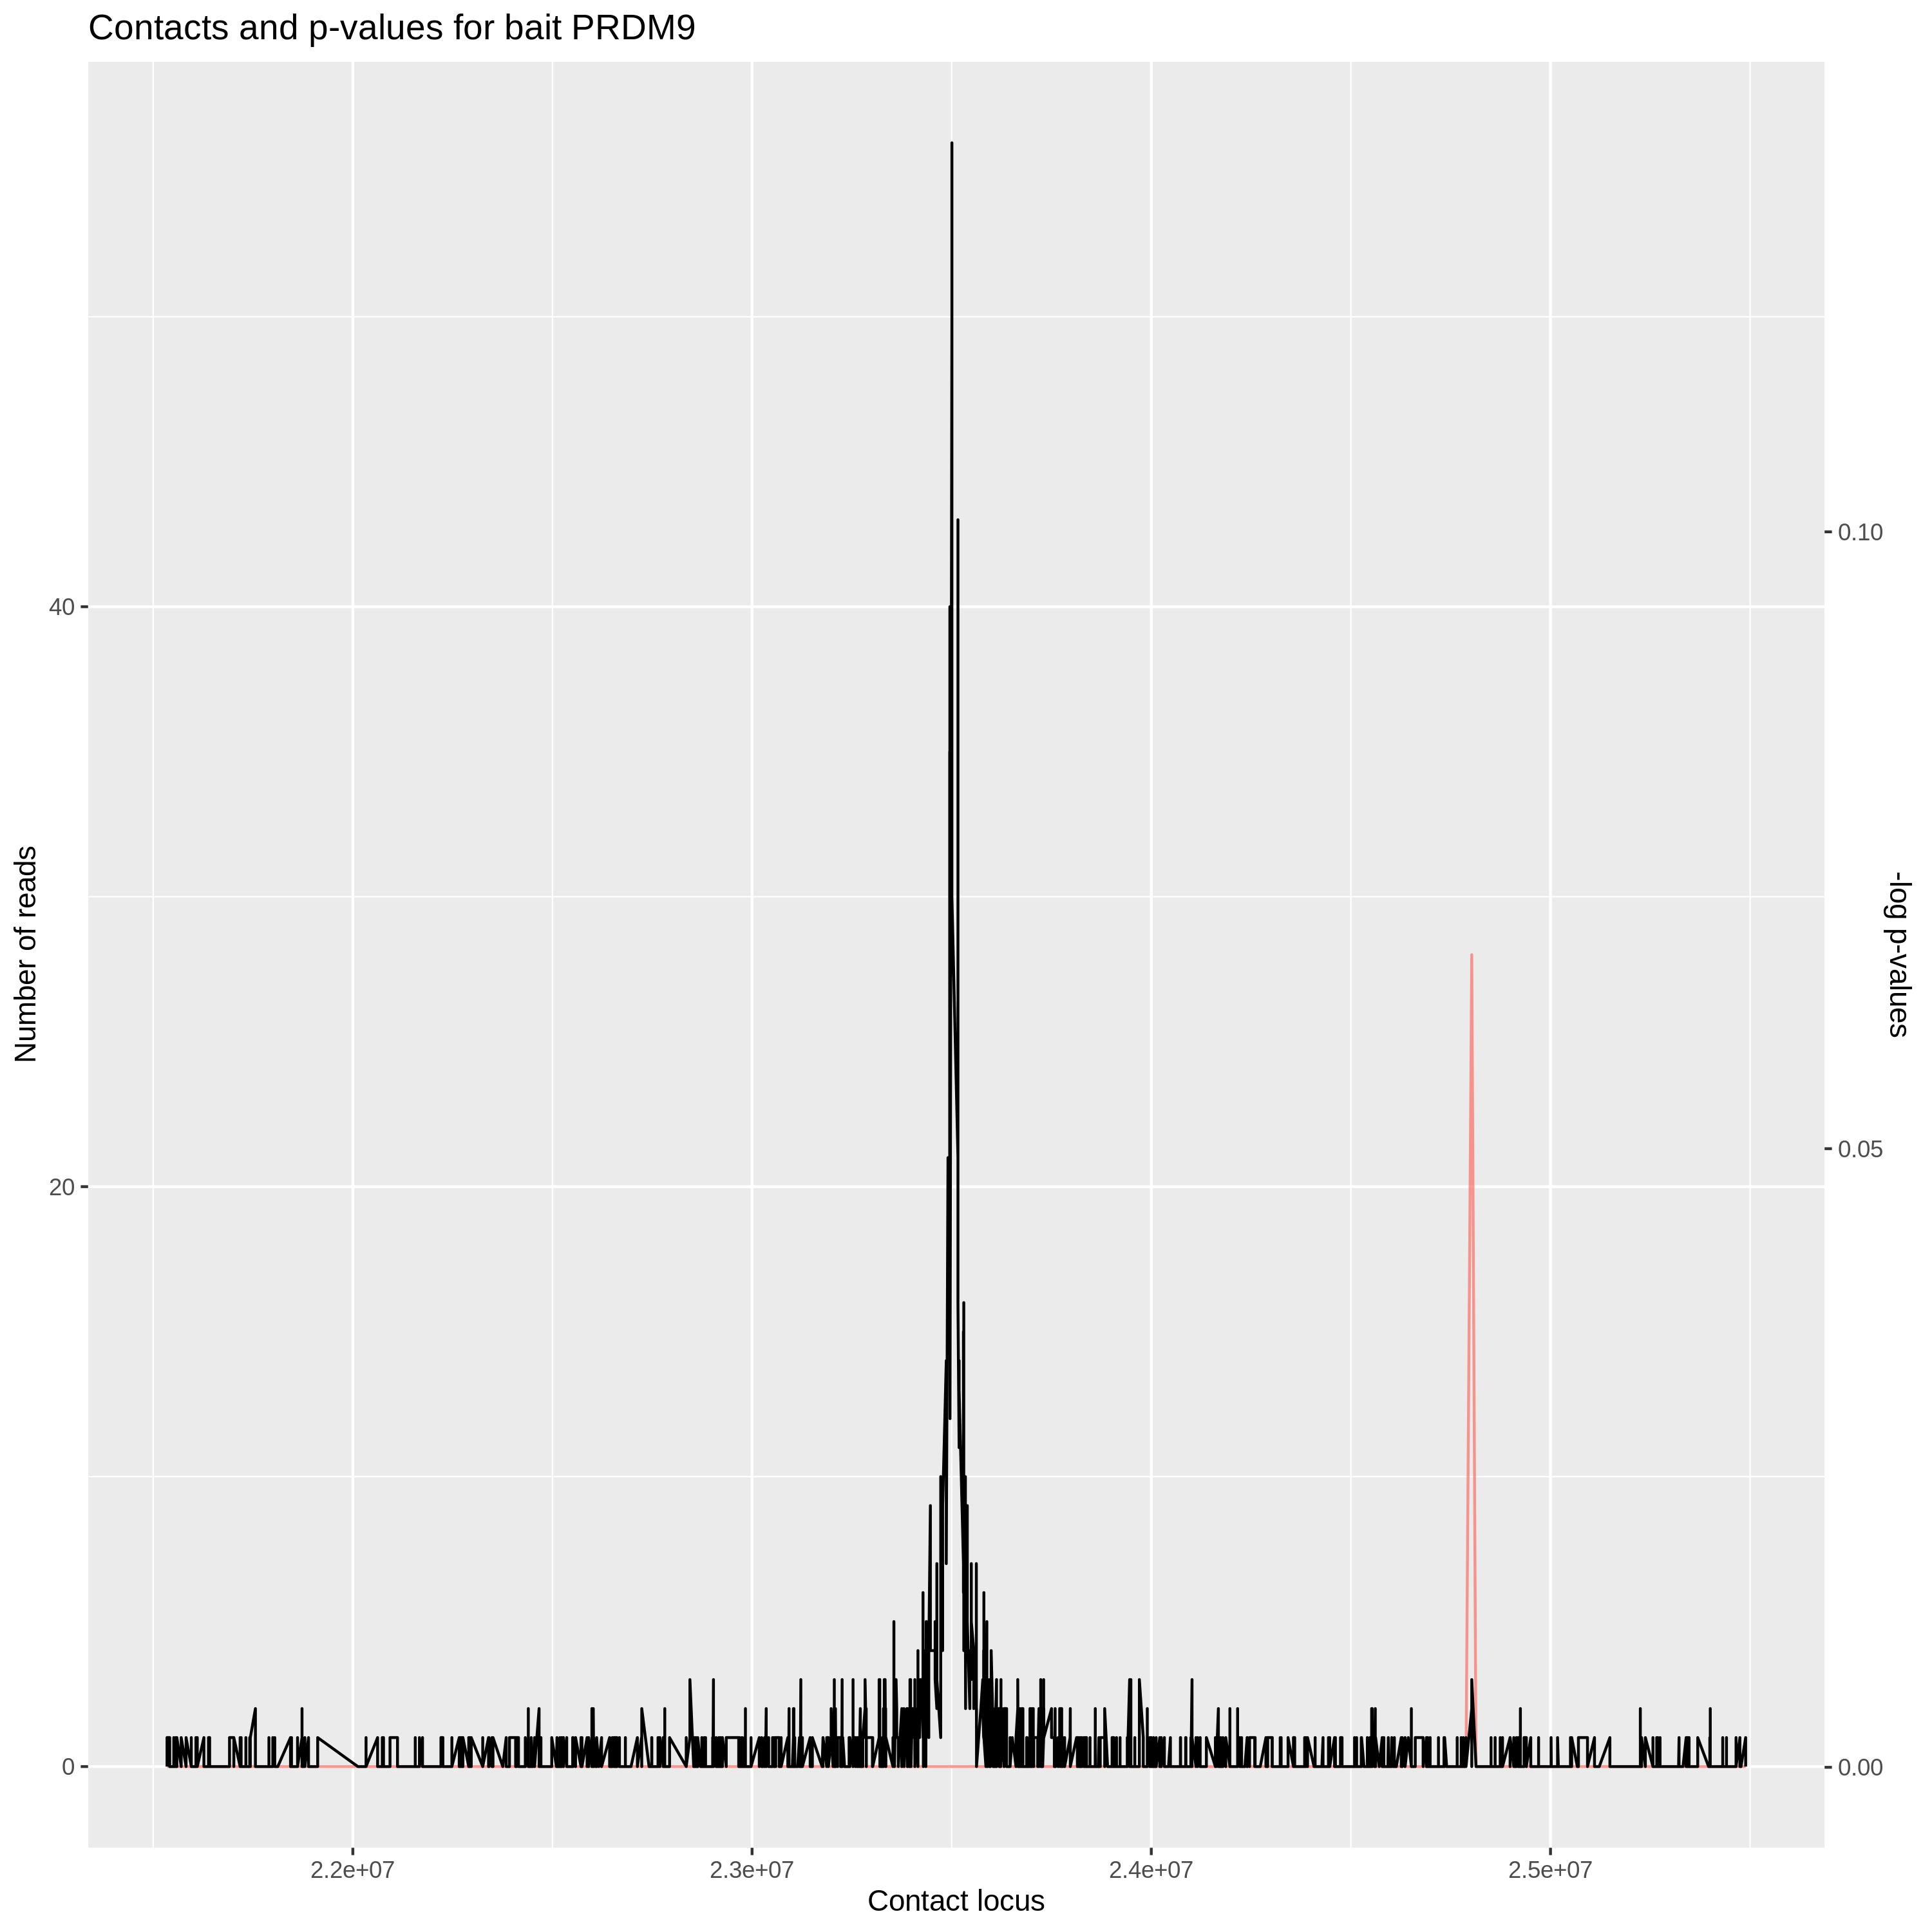 Contacts and p-values for bait PRDM9
40
20
0
Number of reads
0.10
0.05
0.00
-log p-values
2.2e+07
2.3e+07
2.4e+07
2.5e+07
Contact locus